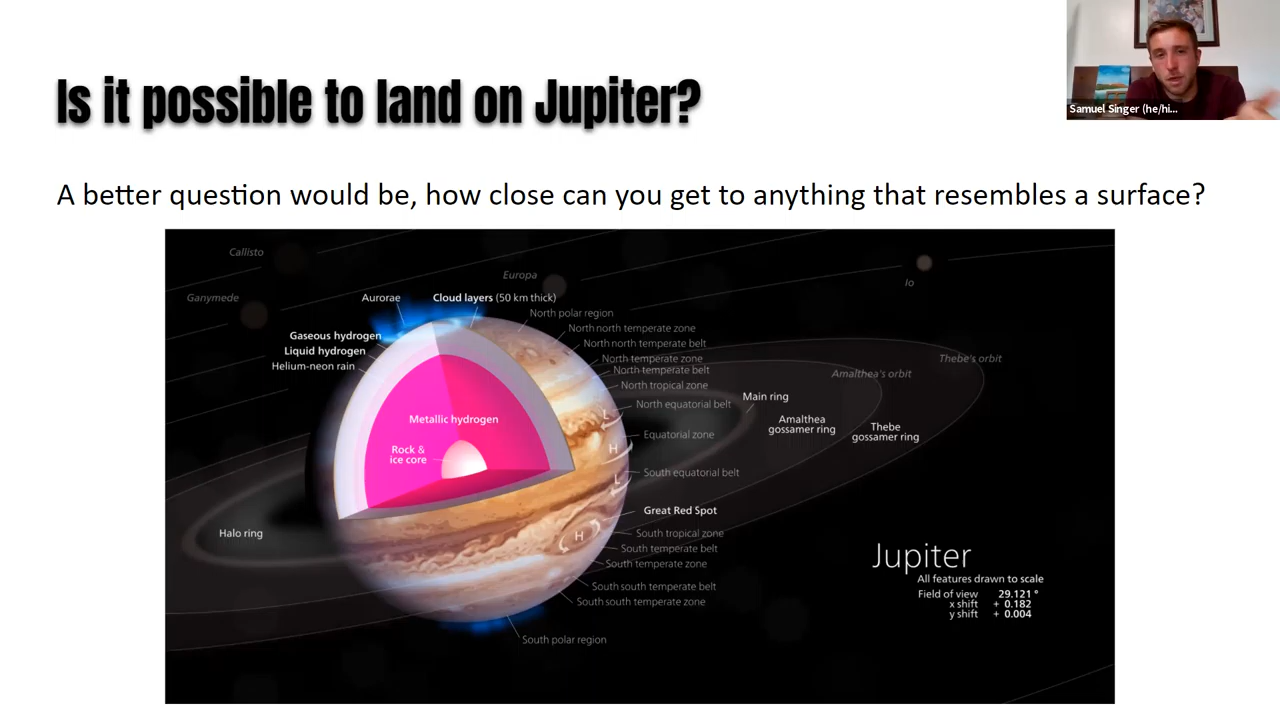 Is it possible to land on Jupiter?
Samuel Singer (he/hi...
A better question would be, how close can you get to anything that resembles a surface?
Callisto
Europa
Io
Ganymede
Aurorae
Cloud layers (50 km thick)
North polar region
Gaseous hydrogen
Liquid hydrogen
Helium-neon rain
North north temperate zone
North north temperate belt
North temperate zone
North temperate belt
North tropical zone
North equatorial belt
Equatorial zone
South equatorial belt
Great Red Spot
South tropical zone
South temperate belt
South temperate zone
South south temperate belt
South south temperate zone
South polar region
L
H
L
H
Metallic hydrogen
Rock &
ice core
Halo ring
Main ring
Amalthea
gossamer ring
Thebe
gossamer ring
Amalthea's orbit
Thebe's orbit
Jupiter
All features drawn to scale
Field of view 29.121 °
x shift + 0.182
y shift + 0.004